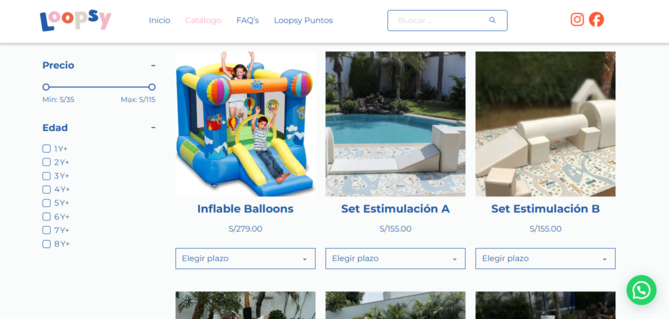 Loopsy
Inicio Catálogo FAQ's Loopsy Puntos
Buscar ...
Precio -
Min: S/35 Max: S/115
Edad -
1 Y+
2 Y+
3 Y+
4 Y+
5 Y+
6 Y+
7 Y+
8 Y+
Inflable Balloons
S/279.00
Elegir plazo
Set Estimulación A
S/155.00
Elegir plazo
Set Estimulación B
S/155.00
Elegir plazo